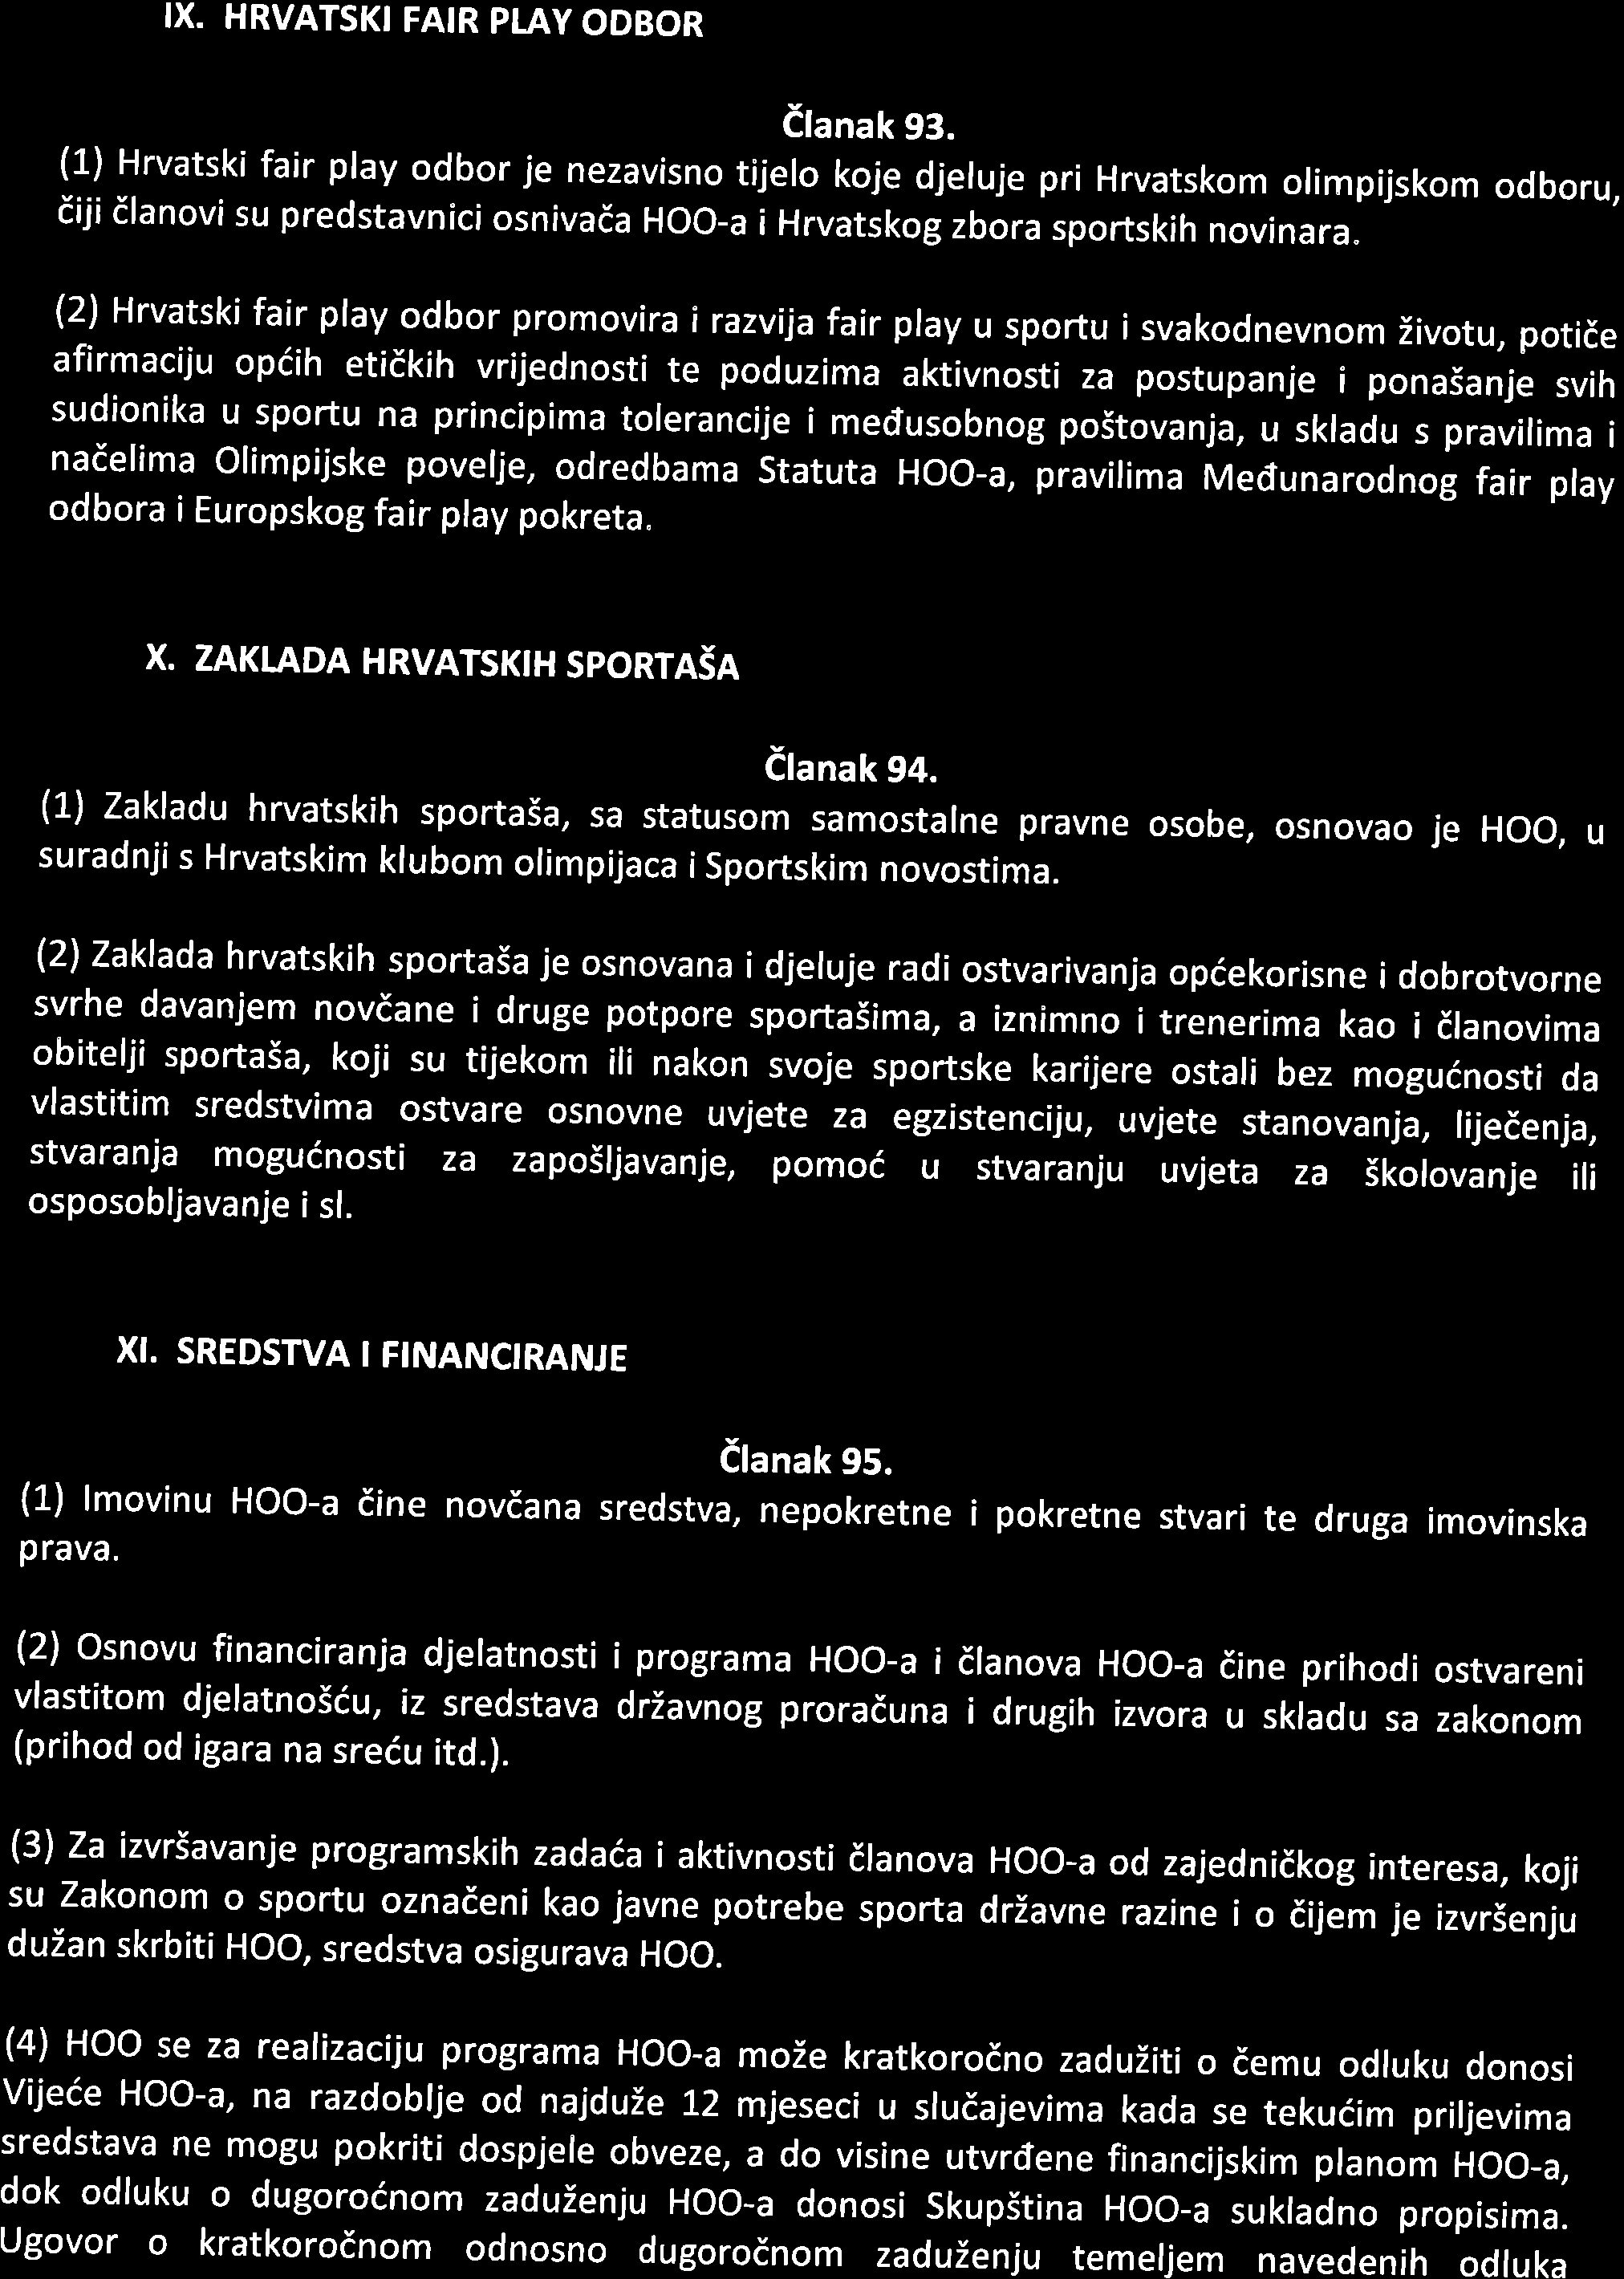 IX. HRVATSKI FAIR PLAY ODBOR
Članak 93.
(1) Hrvatski fair play odbor je nezavisno tijelo koje djeluje pri Hrvatskom olimpijskom odboru,
čiji članovi su predstavnici osnivača HOO-a i Hrvatskog zbora sportskih novinara.
(2) Hrvatski fair play odbor promovira i razvija fair play u sportu i svakodnevnom životu, potiče
afirmaciju općih etičkih vrijednosti te poduzima aktivnosti za postupanje i ponašanje svih
sudionika u sportu na principima tolerancije i međusobnog poštovanja, u skladu s pravilima i
načelima Olimpijske povelje, odredbama Statuta HOO-a, pravilima Međunarodnog fair play
odbora i Europskog fair play pokreta.
X. ZAKLADA HRVATSKIH SPORTAŠA
Članak 94.
(1) Zakladu hrvatskih sportaša, sa statusom samostalne pravne osobe, osnovao je HOO, u
suradnji s Hrvatskim klubom olimpijaca i Sportskim novostima.
(2) Zaklada hrvatskih sportaša je osnovana i djeluje radi ostvarivanja općekorisne i dobrotvorne
svrhe davanjem novčane i druge potpore sportašima, a iznimno i trenerima kao i članovima
obitelji sportaša, koji su tijekom ili nakon svoje sportske karijere ostali bez mogućnosti da
vlastitim sredstvima ostvare osnovne uvjete za egzistenciju, uvjete stanovanja, liječenja,
stvaranja mogućnosti za zapošljavanje, pomoć u stvaranju uvjeta za školovanje ili
osposobljavanje i sl.
XI. SREDSTVA I FINANCIRANJE
Članak 95.
(1) Imovinu HOO-a čine novčana sredstva, nepokretne i pokretne stvari te druga imovinska
prava.
(2) Osnovu financiranja djelatnosti i programa HOO-a i članova HOO-a čine prihodi ostvareni
vlastitom djelatnošću, iz sredstava državnog proračuna i drugih izvora u skladu sa zakonom
(prihod od igara na sreću itd.).
(3) Za izvršavanje programskih zadaća i aktivnosti članova HOO-a od zajedničkog interesa, koji
su Zakonom o sportu označeni kao javne potrebe sporta državne razine i o čijem je izvršenju
dužan skrbiti HOO, sredstva osigurava HOO.
(4) HOO se za realizaciju programa HOO-a može kratkoročno zadužiti o čemu odluku donosi
Vijeće HOO-a, na razdoblje od najduže 12 mjeseci u slučajevima kada se tekućim priljevima
sredstava ne mogu pokriti dospjele obveze, a do visine utvrđene financijskim planom HOO-a,
dok odluku o dugoroćnom zaduženju HOO-a donosi Skupština HOO-a sukladno propisima.
Ugovor o kratkoročnom odnosno dugoročnom zaduženju temeljem navedenih odluka